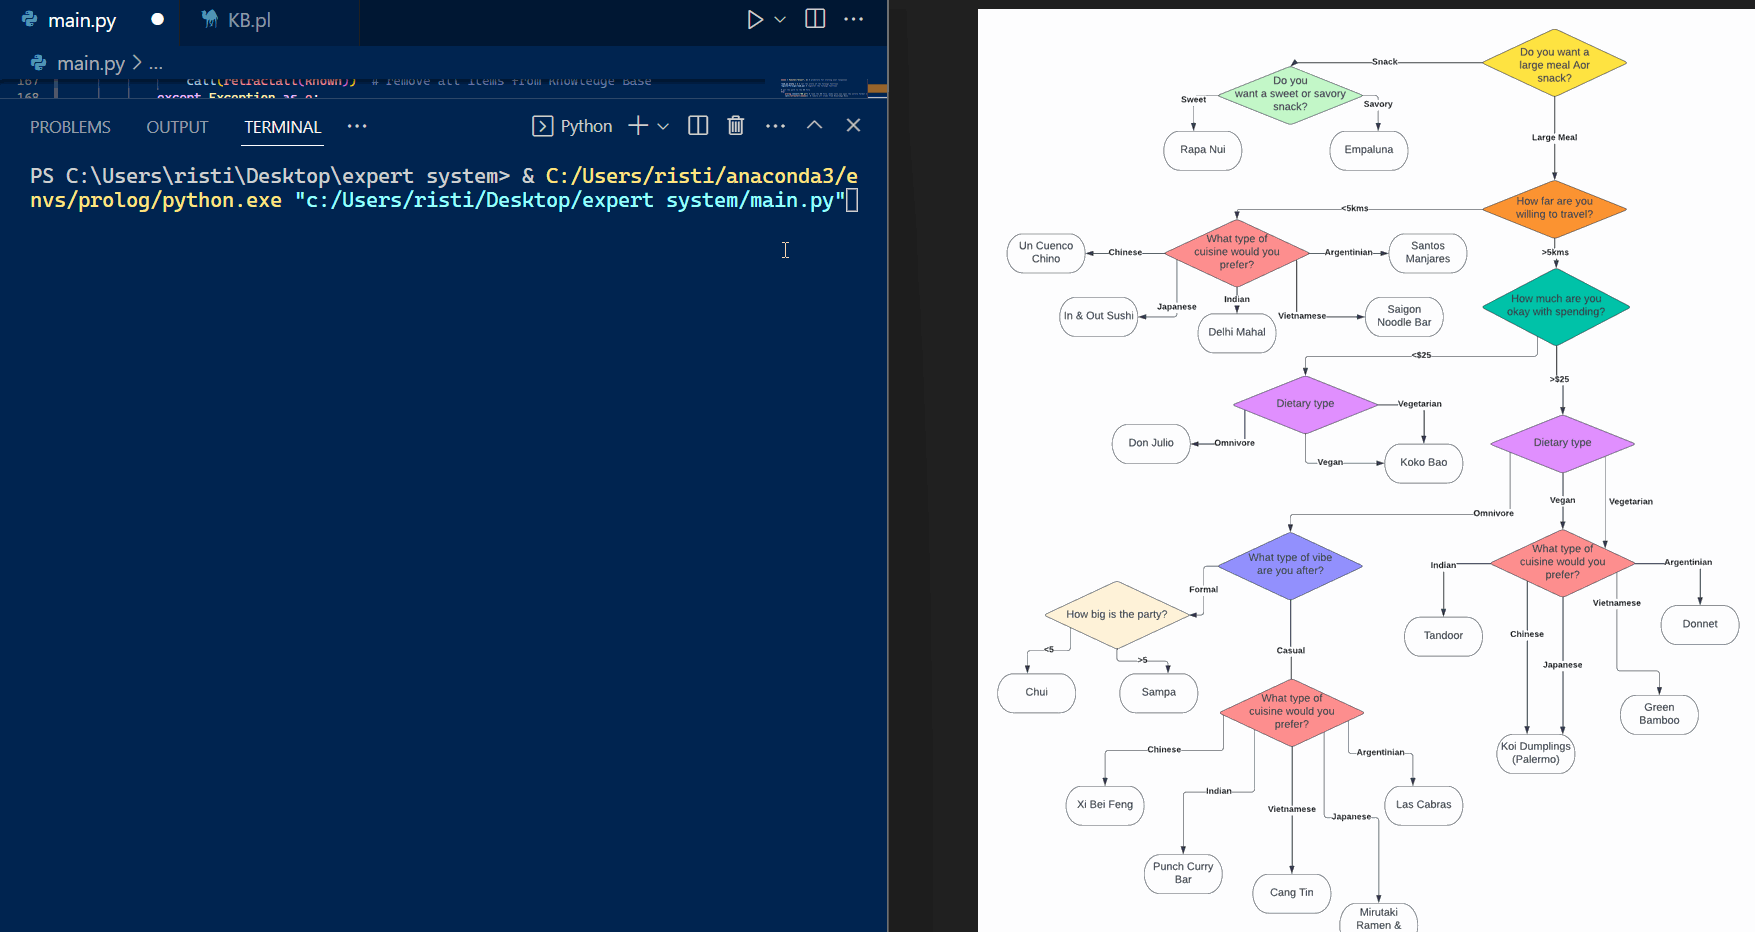 main.py
KB.pl
main.py > ...
167 call(retractall(known)) # remove all items from Knowledge Base
168 except Exception as e:
PROBLEMS OUTPUT TERMINAL ...
Python
PS C:\Users\risti\Desktop\expert system> & C:/Users/risti/anaconda3/e
nvs/prolog/python.exe "c:/Users/risti/Desktop/expert system/main.py"
Do you want a
large meal Aor
snack?
Snack
Do you
want a sweet or savory
snack?
Sweet
Savory
Rapa Nui
Empaluna
Large Meal
How far are you
willing to travel?
<5kms
>5kms
What type of
cuisine would you
prefer?
Chinese
Un Cuenco
Chino
Argentinian
Santos
Manjares
Japanese
In & Out Sushi
Indian
Delhi Mahal
Vietnamese
Saigon
Noodle Bar
How much are you
okay with spending?
<$25
>$25
Dietary type
Vegetarian
Omnivore
Don Julio
Vegan
Koko Bao
Dietary type
Vegan
Vegetarian
Omnivore
What type of vibe
are you after?
Formal
How big is the party?
<5
>5
Chui
Sampa
Casual
What type of
cuisine would you
prefer?
Indian
Argentinian
Vietnamese
Chinese
Japanese
Tandoor
Donnet
Green
Bamboo
Koi Dumplings
(Palermo)
What type of
cuisine would you
prefer?
Chinese
Argentinian
Indian
Vietnamese
Japanese
Xi Bei Feng
Las Cabras
Punch Curry
Bar
Cang Tin
Mirutaki
Ramen &